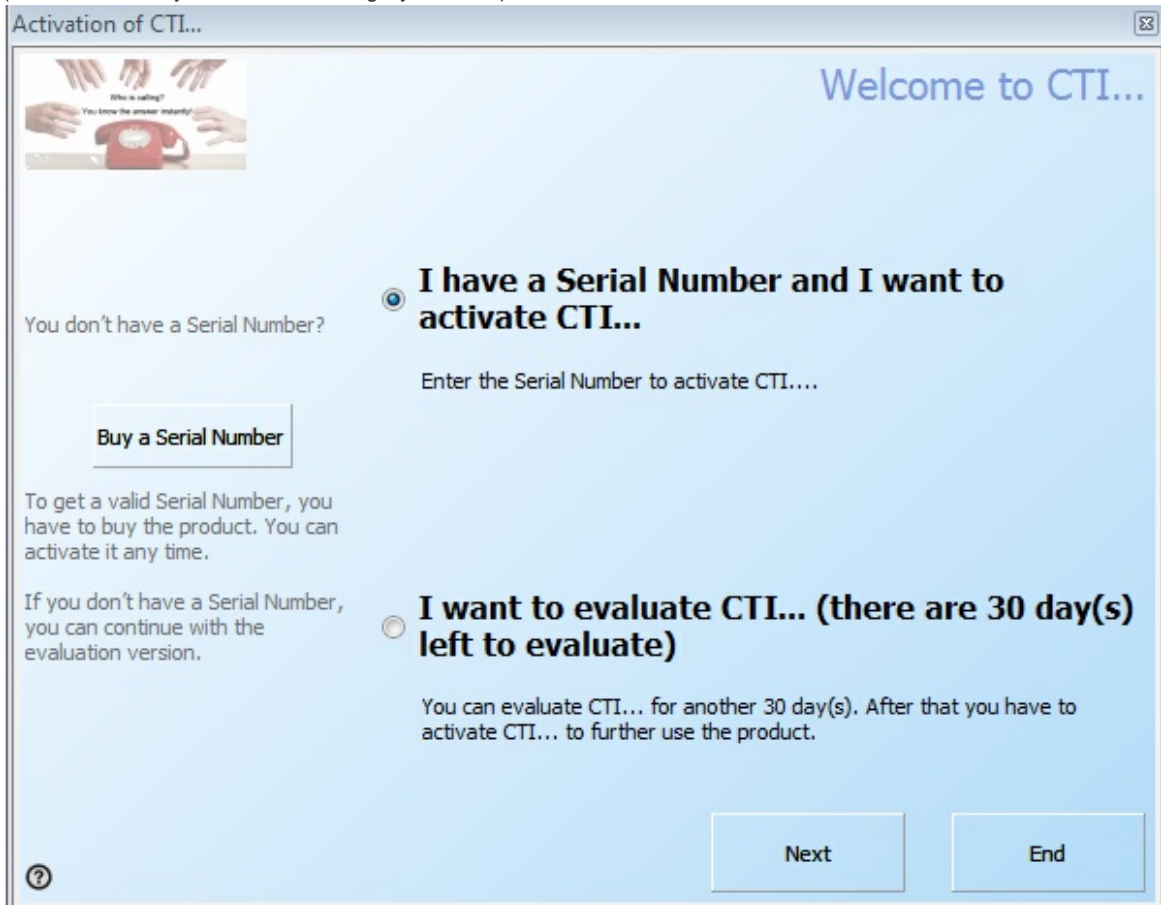 Activation of CTI...
Who is calling?
You know the answer instantly!
Welcome to CTI...
You don't have a Serial Number?
Buy a Serial Number
To get a valid Serial Number, you
have to buy the product. You can
activate it any time.
If you don't have a Serial Number,
you can continue with the
evaluation version.
I have a Serial Number and I want to
activate CTI...
Enter the Serial Number to activate CTI....
I want to evaluate CTI... (there are 30 day(s)
left to evaluate)
You can evaluate CTI... for another 30 day(s). After that you have to
activate CTI... to further use the product.
Next
End